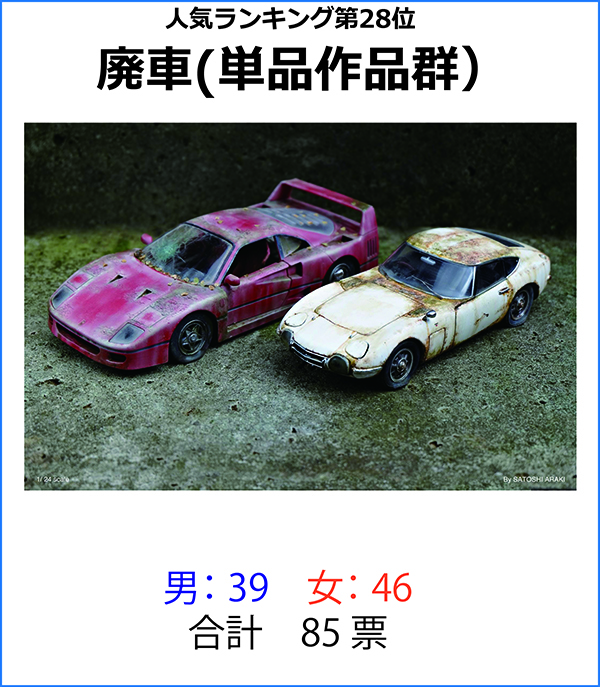 人気ランキング第28位
廃車(単品作品群）
1/24 scale
By SATOSHI ARAKI
男：39　女：46
合計　85 票